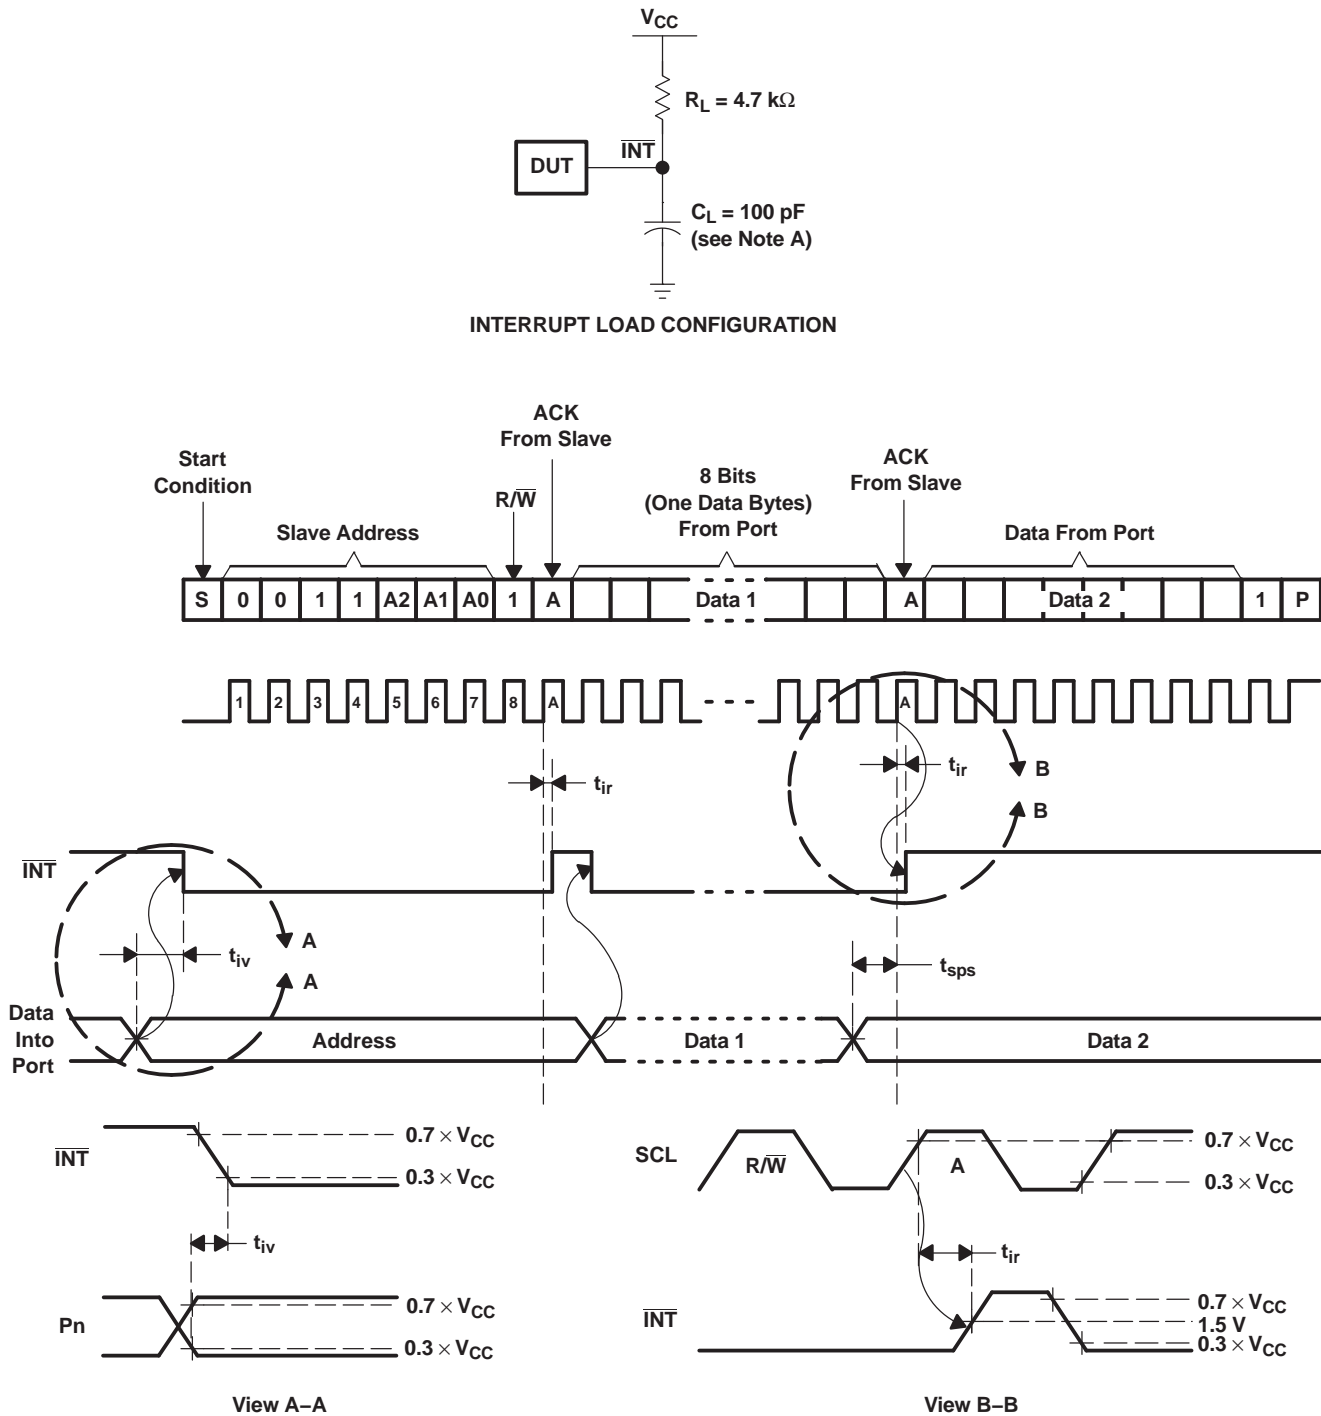 VCC
RL = 4.7 kΩ
INT
DUT
CL = 100 pF
(see Note A)
INTERRUPT LOAD CONFIGURATION
ACK
From Slave
Start
Condition
R/W
8 Bits
(One Data Bytes)
From Port
ACK
From Slave
Slave Address
Data From Port
S 0 0 1 1 A2 A1 A0 1 A Data 1 A Data 2 1 P
1 2 3 4 5 6 7 8 A A
tir
tir
B
B
INT
A
tiv
A
tsps
Data
Into
Port
Address
Data 1
Data 2
INT
0.7 × VCC
0.3 × VCC
tiv
Pn
0.7 × VCC
0.3 × VCC
View A–A
SCL
R/W
A
0.7 × VCC
0.3 × VCC
tir
INT
0.7 × VCC
1.5 V
0.3 × VCC
View B–B